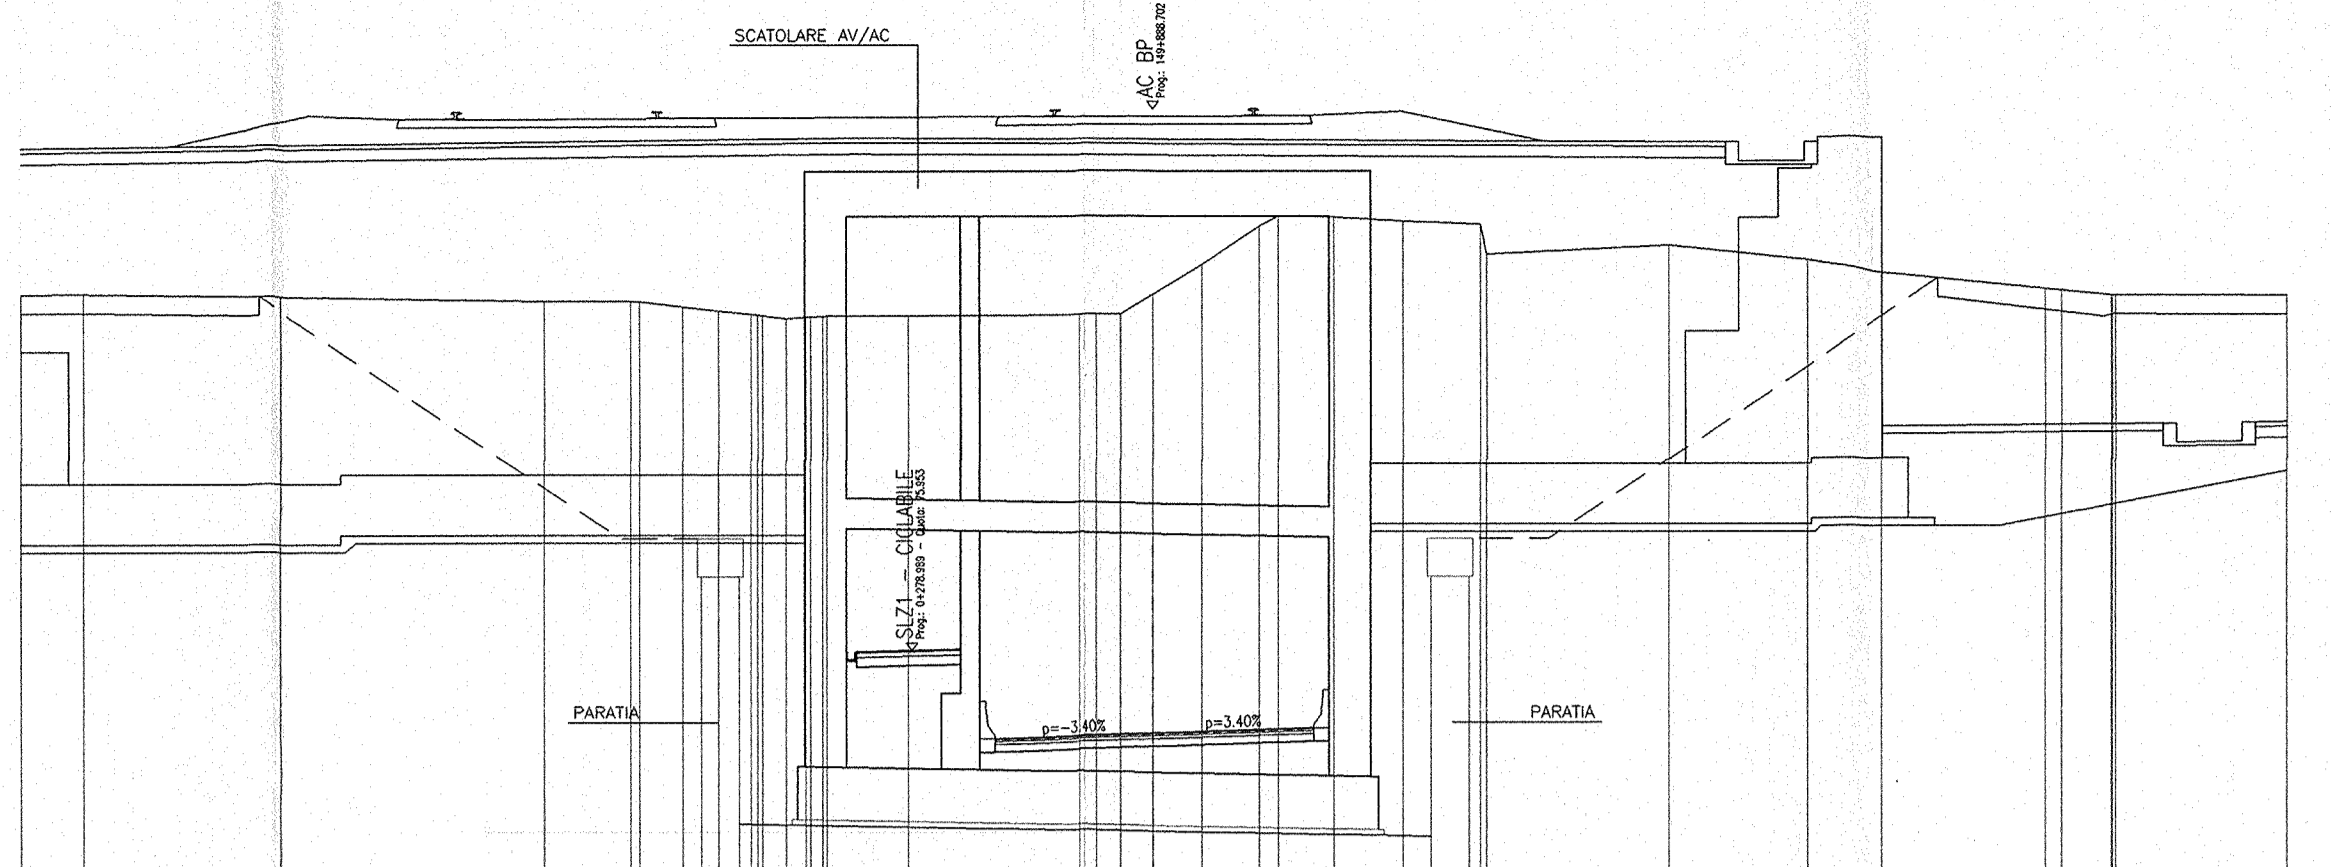 SCATOLARE AV/AC
AC BP
Prog.: 149+888.702
SLZ1 - CICLABILE
Prog.: 0+278.989 - Quota: 75.953
PARATIA
p=-3.40%
p=3.40%
PARATIA